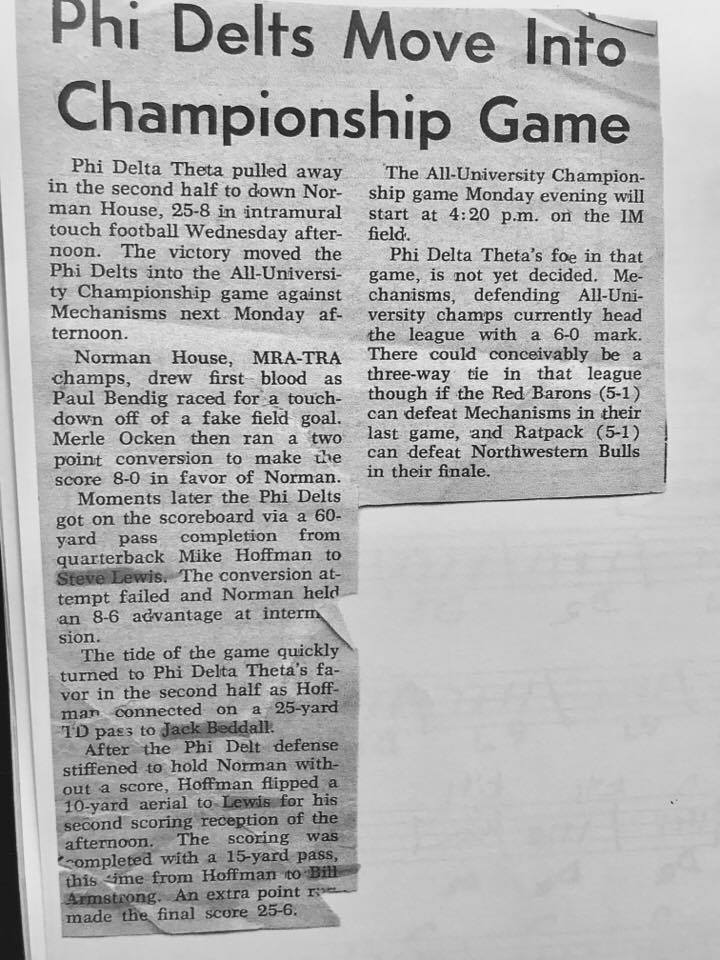 Phi Delts Move Into
Championship Game
Phi Delta Theta pulled away
in the second half to down Nor-
man House, 25-8 in intramural
touch football Wednesday after-
noon. The victory moved the
Phi Delts into the All-Universi-
ty Championship game against
Mechanisms next Monday af-
ternoon.
Norman House, MRA-TRA
champs, drew first blood as
Paul Bendig raced for a touch-
down off of a fake field goal.
Merle Ocken then ran a two
point conversion to make the
score 8-0 in favor of Norman.
Moments later the Phi Delts
got on the scoreboard via a 60-
yard pass completion from
quarterback Mike Hoffman to
Steve Lewis. The conversion at-
tempt failed and Norman held
an 8-6 advantage at interm
sion.
The tide of the game quickly
turned to Phi Delta Theta's fa-
vor in the second half as Hoff-
man connected on a 25-yard
TD pass to Jack Beddall.
After the Phi Delt defense
stiffened to hold Norman with-
out a score, Hoffman flipped a
10-yard aerial to Lewis for his
second scoring reception of the
afternoon. The scoring was
completed with a 15-yard pass,
this time from Hoffman to Bill
Armstrong. An extra point
made the final score 25-6.
The All-University Champion-
ship game Monday evening will
start at 4:20 p.m. on the IM
field.
Phi Delta Theta's foe in that
game, is not yet decided. Me-
chanisms, defending All-Uni-
versity champs currently head
the league with a 6-0 mark.
There could conceivably be a
three-way tie in that league
though if the Red Barons (5-1)
can defeat Mechanisms in their
last game, and Ratpack (5-1)
can defeat Northwestern Bulls
in their finale.